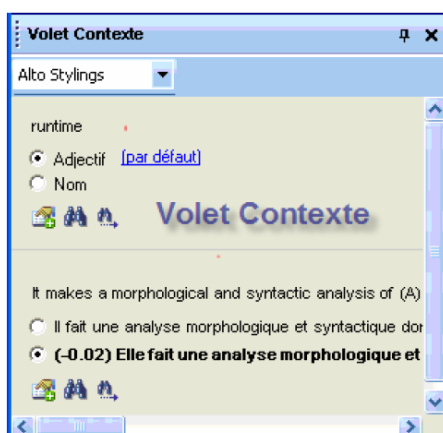 Volet Contexte
Alto Stylings
runtime
Adjectif (par défaut)
Nom
Volet Contexte
It makes a morphological and syntactic analysis of (A)
Il fait une analyse morphologique et syntactique dor
(-0.02) Elle fait une analyse morphologique et